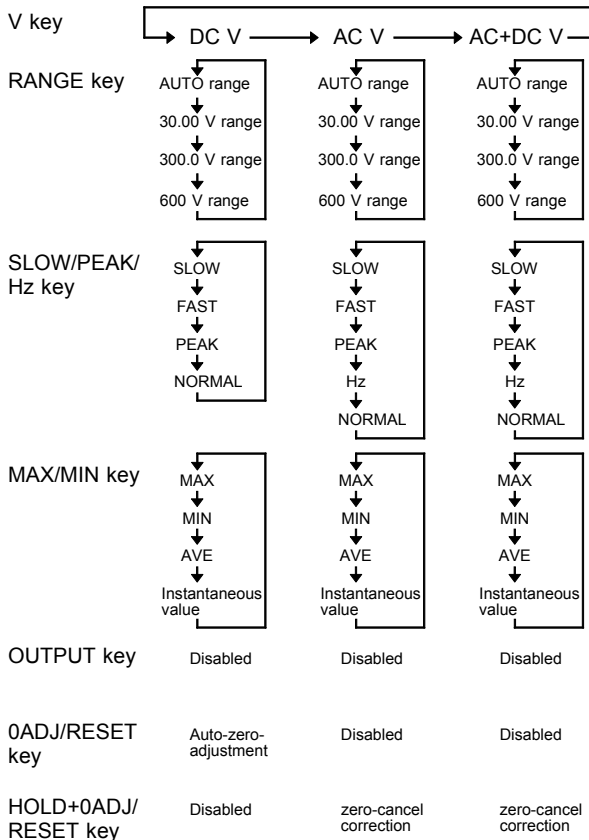 V key
DC V AC V AC+DC V
RANGE key
AUTO range AUTO range AUTO range
30.00 V range 30.00 V range 30.00 V range
300.0 V range 300.0 V range 300.0 V range
600 V range 600 V range 600 V range
SLOW/PEAK/
Hz key
SLOW SLOW SLOW
FAST FAST FAST
PEAK PEAK PEAK
NORMAL Hz Hz
NORMAL NORMAL
MAX/MIN key
MAX MAX MAX
MIN MIN MIN
AVE AVE AVE
Instantaneous Instantaneous Instantaneous
value value value
OUTPUT key Disabled Disabled Disabled
0ADJ/RESET Auto-zero- Disabled Disabled
key adjustment
HOLD+0ADJ/ Disabled zero-cancel zero-cancel
RESET key correction correction